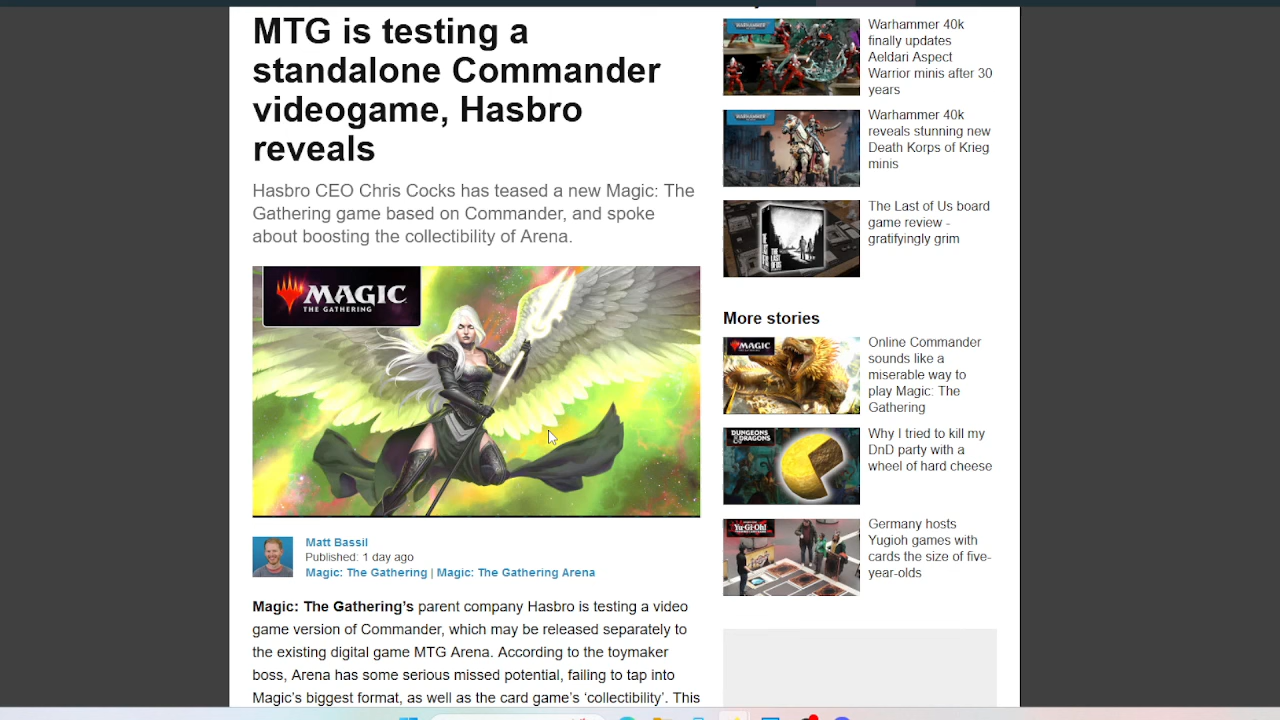 MTG is testing a
standalone Commander
videogame, Hasbro
reveals
Hasbro CEO Chris Cocks has teased a new Magic: The
Gathering game based on Commander, and spoke
about boosting the collectibility of Arena.
MAGIC
THE GATHERING
Matt Bassil
Published: 1 day ago
Magic: The Gathering | Magic: The Gathering Arena
Magic: The Gathering's parent company Hasbro is testing a video
game version of Commander, which may be released separately to
the existing digital game MTG Arena. According to the toymaker
boss, Arena has some serious missed potential, failing to tap into
Magic's biggest format, as well as the card game's ‘collectibility’. This
WARHAMMER
Warhammer 40k
finally updates
Aeldari Aspect
Warrior minis after 30
years
WARHAMMER
Warhammer 40k
reveals stunning new
Death Korps of Krieg
minis
THE LAST OF US
The Last of Us board
game review -
gratifyingly grim
More stories
MAGIC
Online Commander
sounds like a
miserable way to
play Magic: The
Gathering
DUNGEONS
& DRAGONS
Why I tried to kill my
DnD party with a
wheel of hard cheese
Yu-Gi-Oh!
Germany hosts
Yugioh games with
cards the size of five-
year-olds